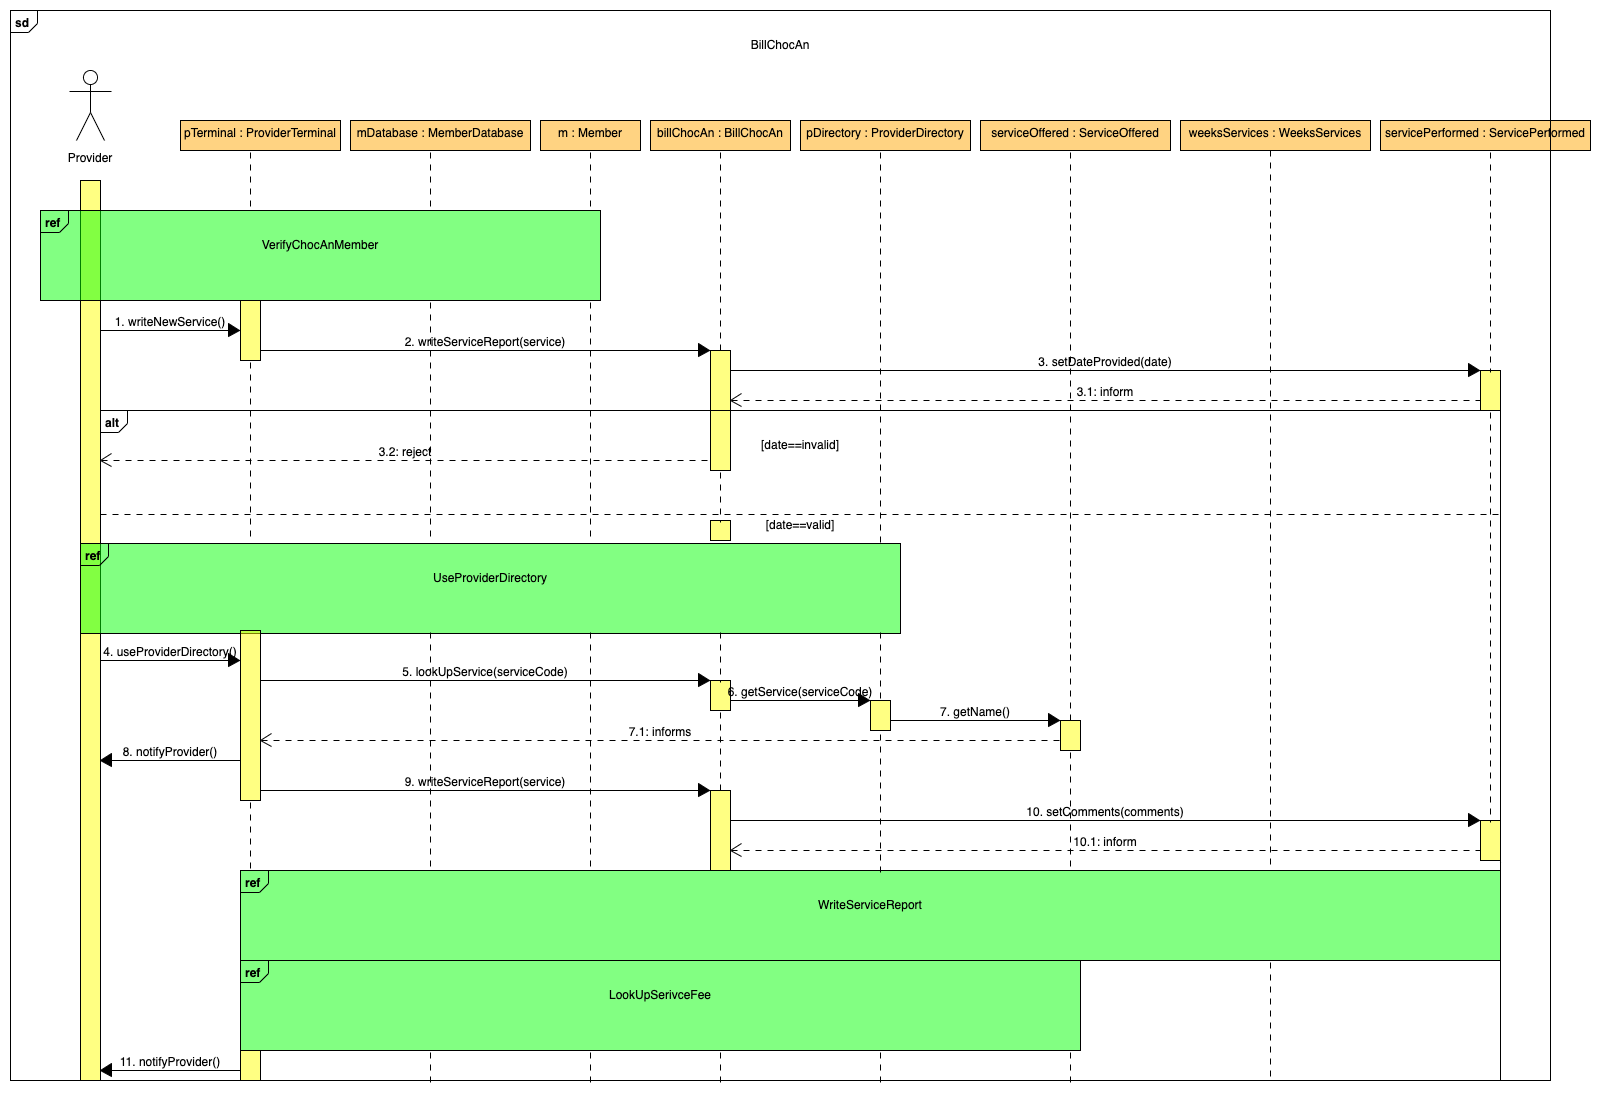 sd
BillChocAn
Provider
pTerminal : ProviderTerminal
mDatabase : MemberDatabase
m : Member
billChocAn : BillChocAn
pDirectory : ProviderDirectory
serviceOffered : ServiceOffered
weeksServices : WeeksServices
servicePerformed : ServicePerformed
ref
VerifyChocAnMember
1. writeNewService()
2. writeServiceReport(service)
3. setDateProvided(date)
3.1: inform
alt
[date==invalid]
3.2: reject
[date==valid]
ref
UseProviderDirectory
4. useProviderDirectory()
5. lookUpService(serviceCode)
6. getService(serviceCode)
7. getName()
7.1: informs
8. notifyProvider()
9. writeServiceReport(service)
10. setComments(comments)
10.1: inform
ref
WriteServiceReport
ref
LookUpSerivceFee
11. notifyProvider()